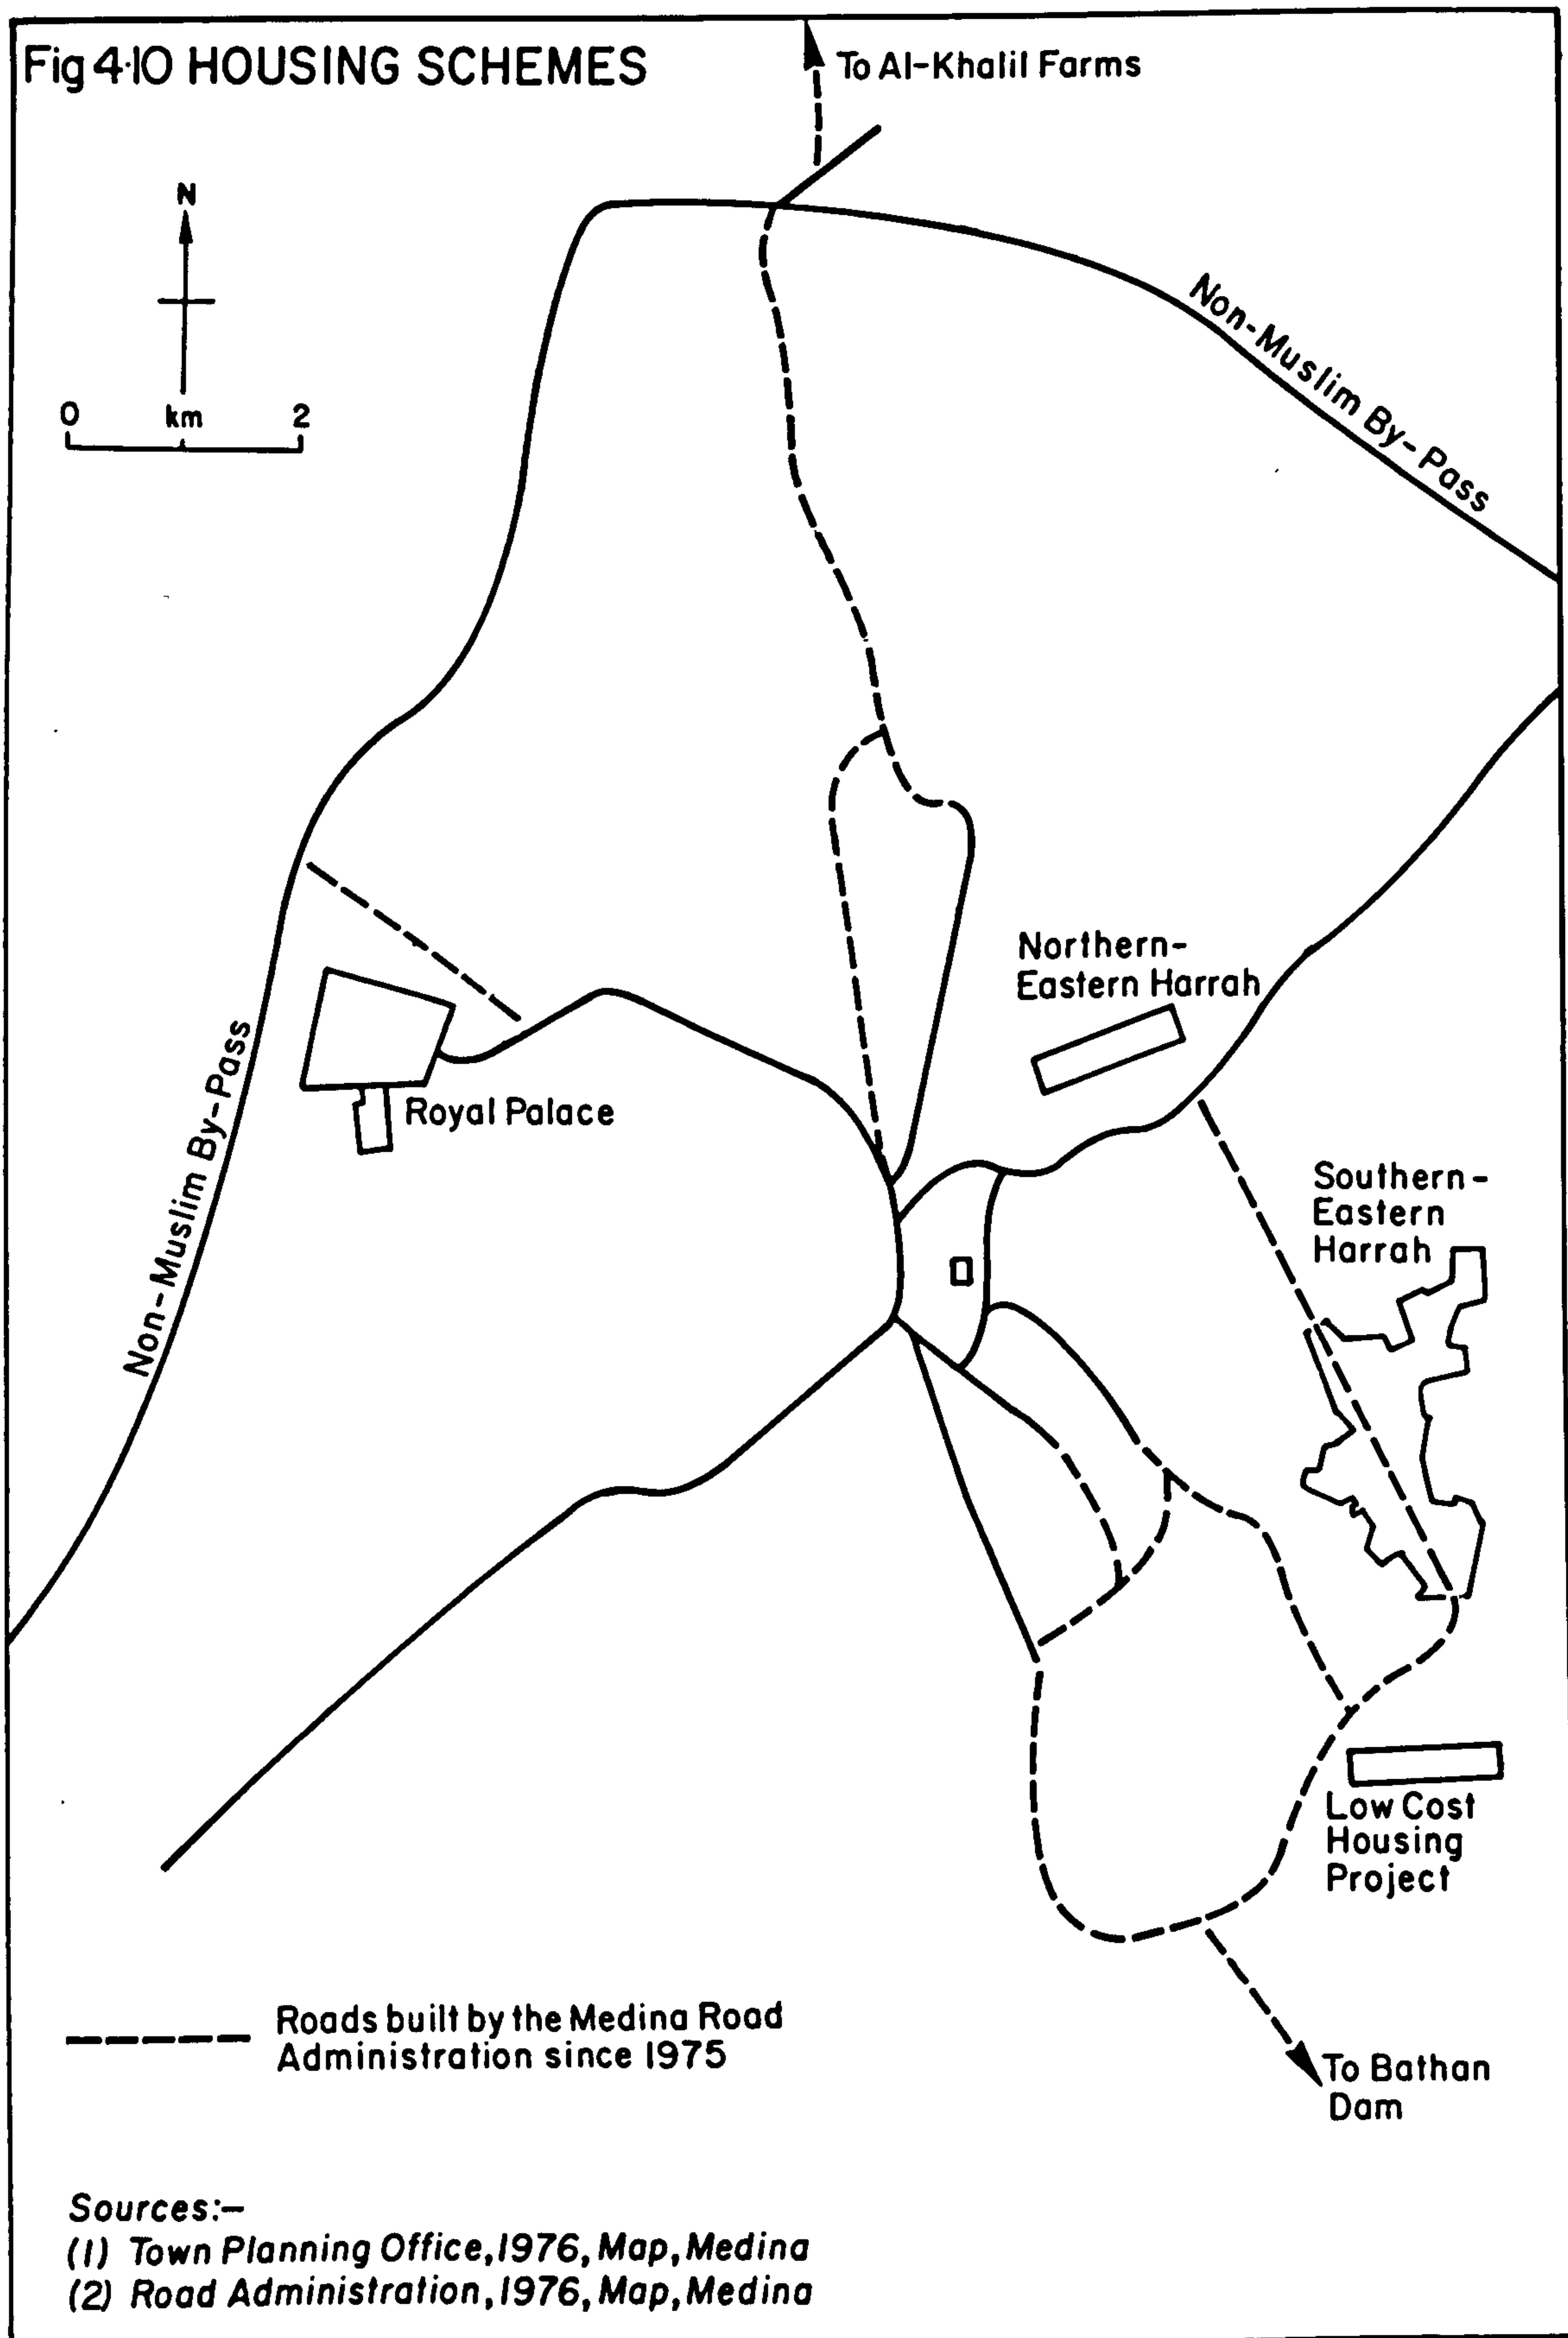 Fig 4·10 HOUSING SCHEMES
To Al-Khalil Farms
N
0 km 2
Non-Muslim By-Pass
Northern-
Eastern Harrah
Royal Palace
Non-Muslim By-Pass
Southern-
Eastern
Harrah
Low Cost
Housing
Project
Roads built by the Medina Road
Administration since 1975
To Bathan
Dam
Sources:-
(1) Town Planning Office, 1976, Map, Medina
(2) Road Administration, 1976, Map, Medina